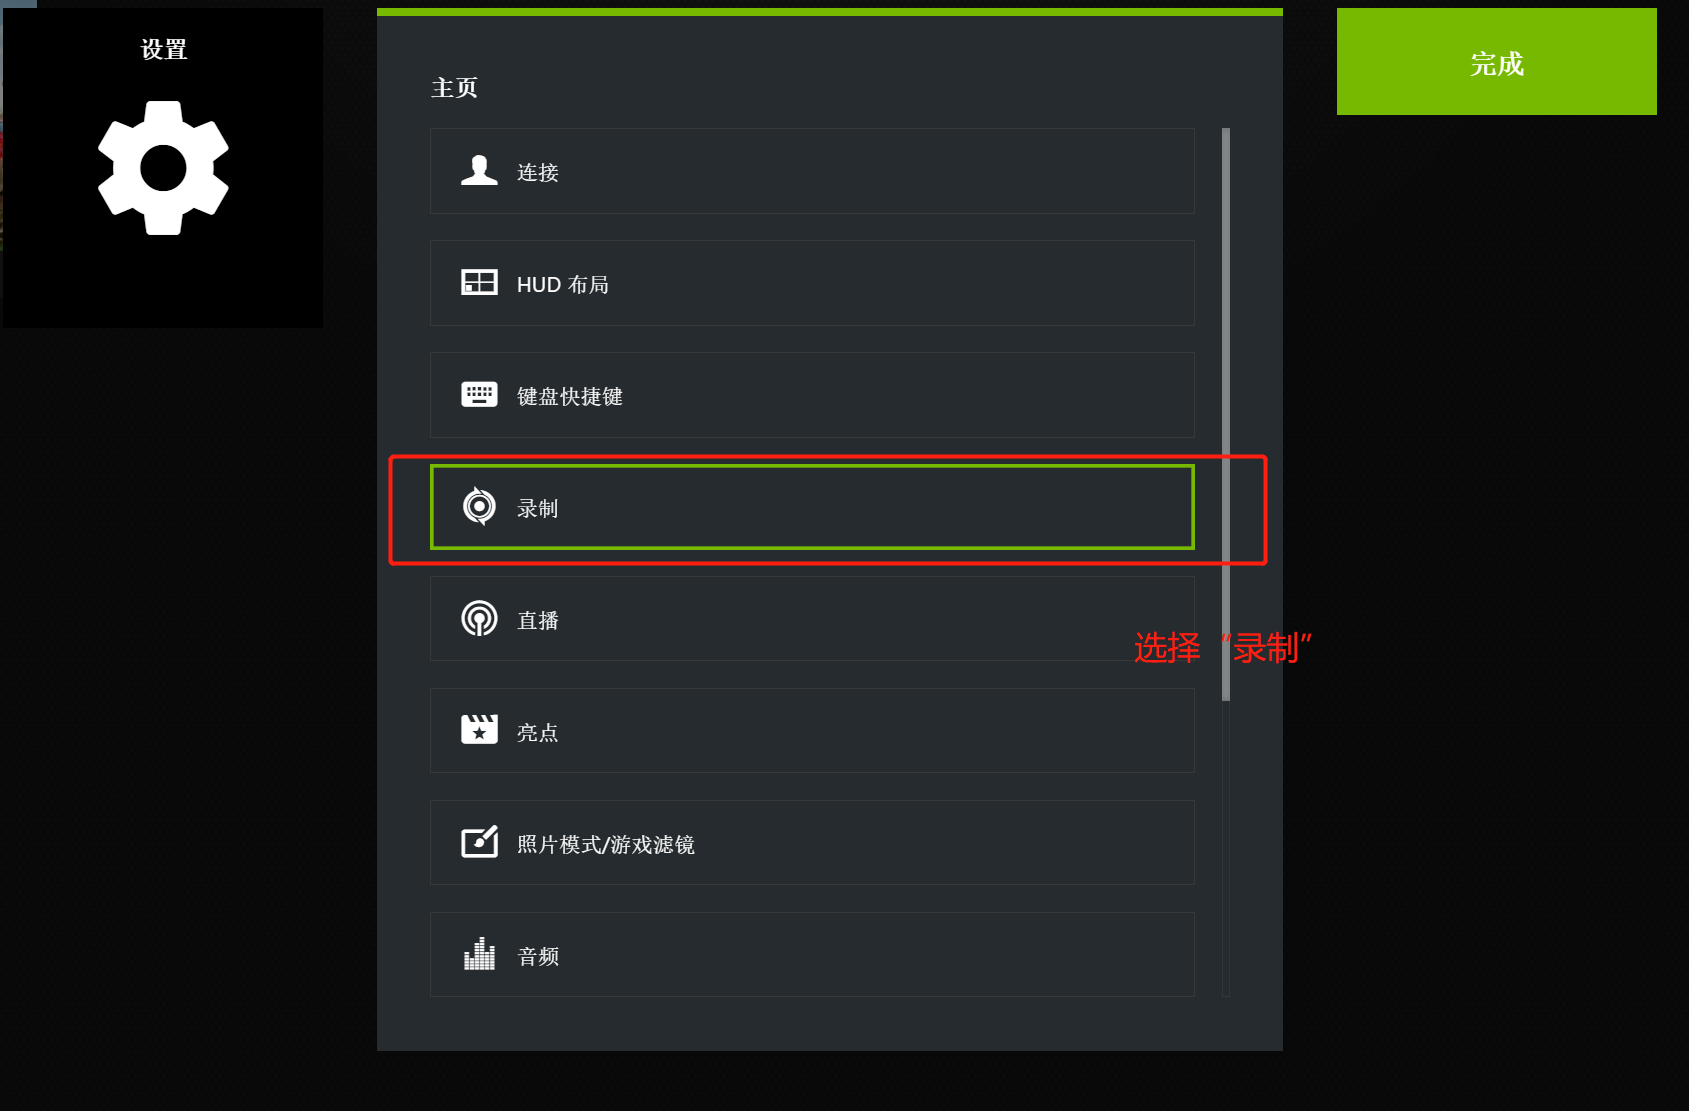 设置
主页
完成
连接
HUD 布局
键盘快捷键
录制
直播
选择“录制”
亮点
照片模式/游戏滤镜
音频